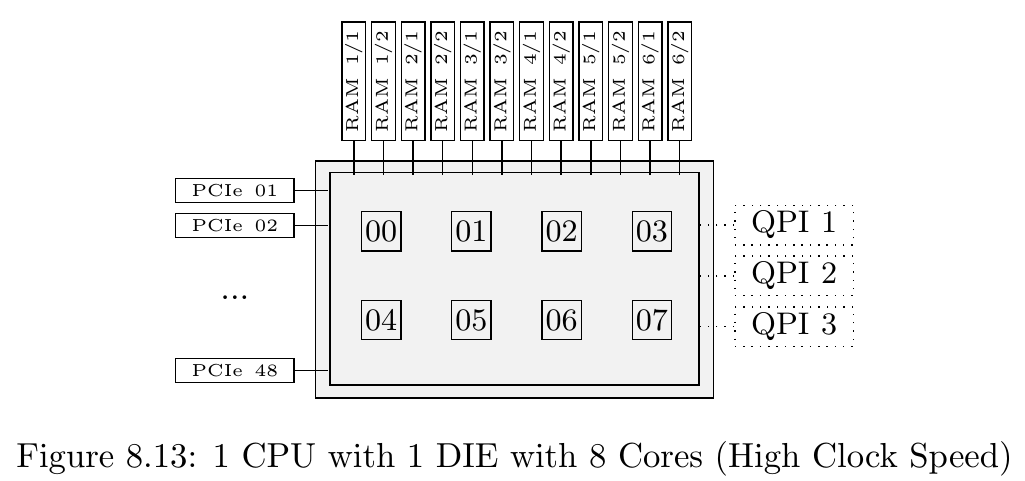 RAM 1/1
RAM 1/2
RAM 2/1
RAM 2/2
RAM 3/1
RAM 3/2
RAM 4/1
RAM 4/2
RAM 5/1
RAM 5/2
RAM 6/1
RAM 6/2
PCIe 01
PCIe 02
...
PCIe 48
00 01 02 03
04 05 06 07
QPI 1
QPI 2
QPI 3
Figure 8.13: 1 CPU with 1 DIE with 8 Cores (High Clock Speed)